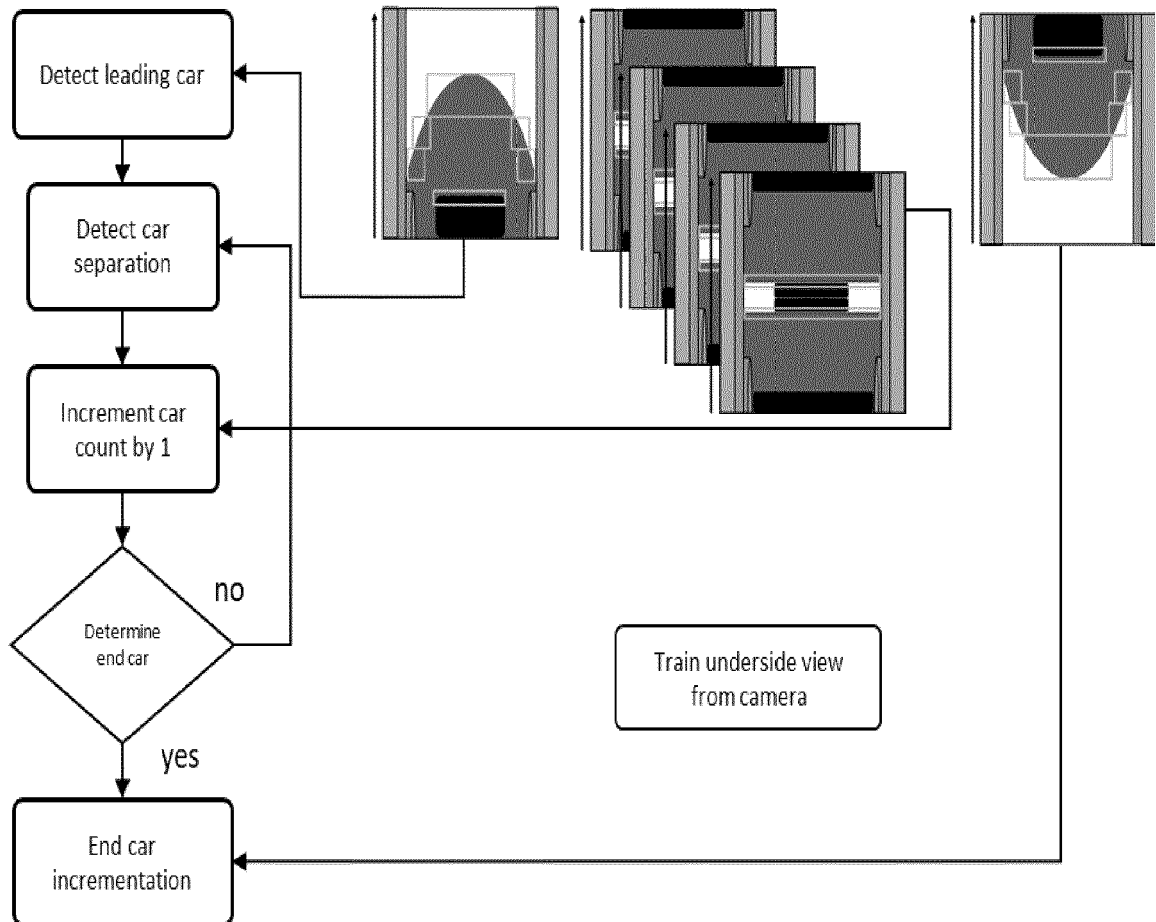 Detect leading car
Detect car
separation
Increment car
count by 1
no
Determine
end car
yes
End car
incrementation
Train underside view
from camera